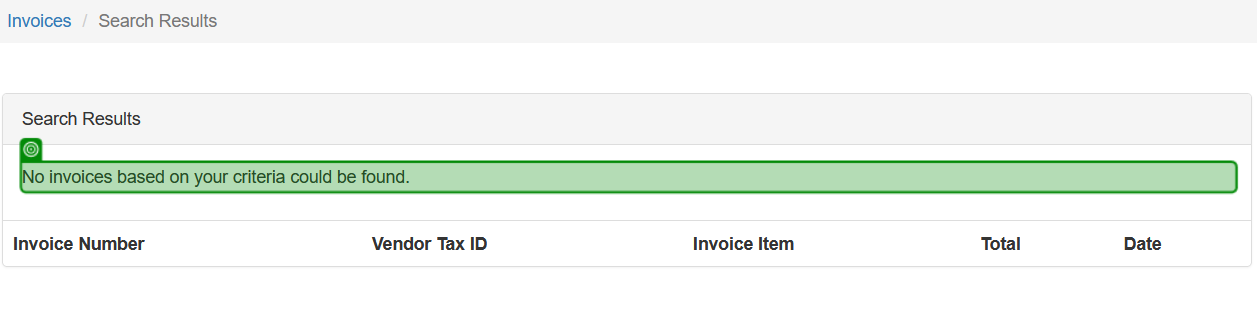 Invoices / Search Results
Search Results
No invoices based on your criteria could be found.
Invoice Number Vendor Tax ID Invoice Item Total Date